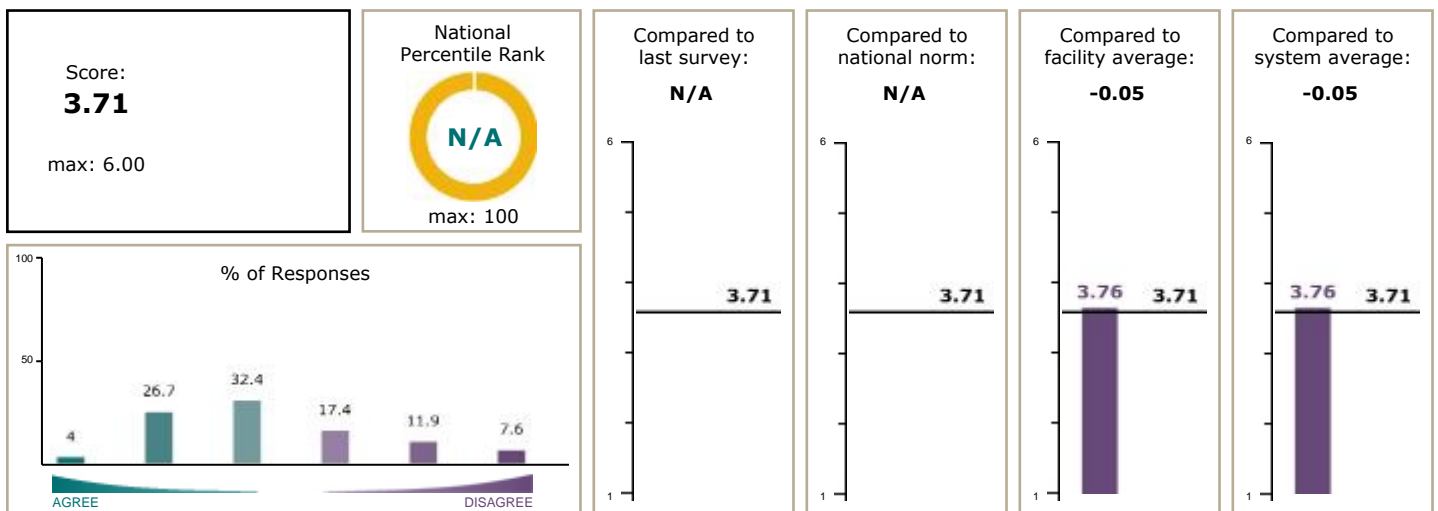 Score:
3.71
max: 6.00
National
Percentile Rank
N/A
max: 100
% of Responses
100
50
4
26.7
32.4
17.4
11.9
7.6
AGREE
DISAGREE
Compared to
last survey:
N/A
6
3.71
1
Compared to
national norm:
N/A
6
3.71
1
Compared to
facility average:
-0.05
6
3.76 3.71
1
Compared to
system average:
-0.05
6
3.76 3.71
1